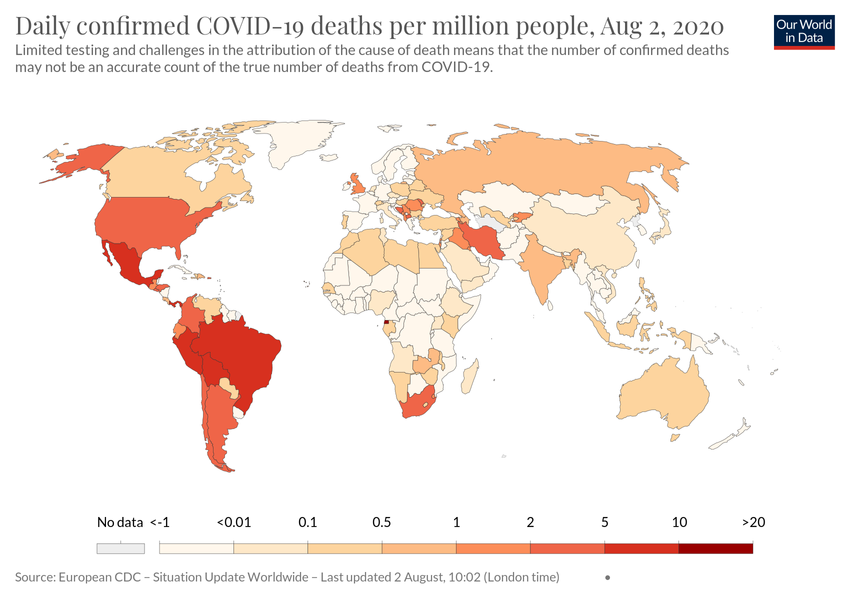 Daily confirmed COVID-19 deaths per million people, Aug 2, 2020
Our World
in Data
Limited testing and challenges in the attribution of the cause of death means that the number of confirmed deaths
may not be an accurate count of the true number of deaths from COVID-19.
No data <-1 <0.01 0.1 0.5 1 2 5 10 >20
Source: European CDC – Situation Update Worldwide – Last updated 2 August, 10:02 (London time) •